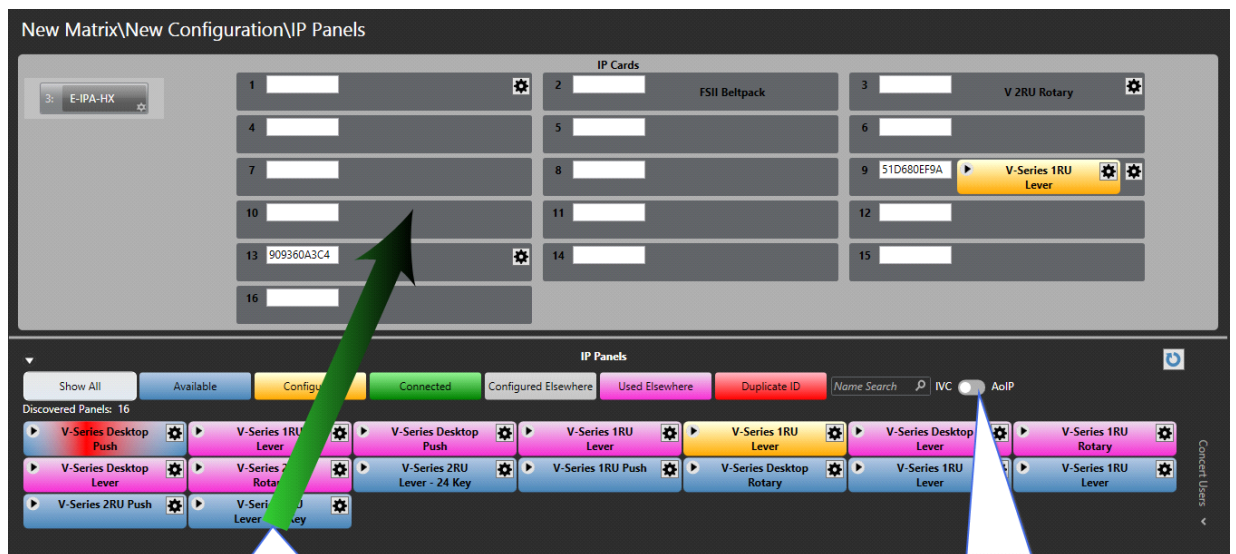 New Matrix\New Configuration\IP Panels
IP Cards
3: E-IPA-HX
1
2 FSII Beltpack
3 V 2RU Rotary
4
5
6
7
8
9 51D680EF9A V-Series 1RU
Lever
10
11
12
13 909360A3C4
14
15
16
IP Panels
Show All Available Connected Configured Elsewhere Used Elsewhere Duplicate ID Name Search IVC AoIP
Discovered Panels: 16
V-Series Desktop
Push
V-Series 1RU
Lever
V-Series Desktop
Push
V-Series 1RU
Lever
V-Series 1RU
Lever
V-Series Desktop
Lever
V-Series 1RU
Rotary
V-Series Desktop
Lever
V-Series
V-Series 2RU
Lever - 24 Key
V-Series 1RU Push
V-Series Desktop
Rotary
V-Series 1RU
Lever
V-Series 1RU
Lever
V-Series 2RU Push
Lever
Concert Users